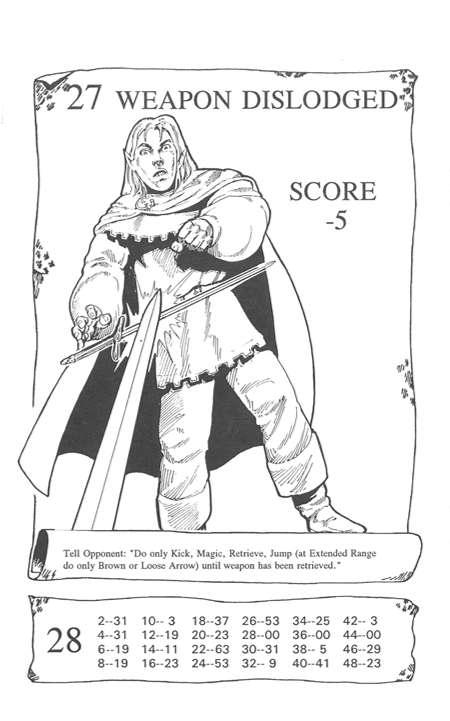 27 WEAPON DISLODGED
SCORE
-5
Tell Opponent: "Do only Kick, Magic, Retrieve, Jump (at Extended Range
do only Brown or Loose Arrow) until weapon has been retrieved."
28
2--31 10-- 3 18--37 26--53 34--25 42-- 3
4--31 12--19 20--23 28--00 36--00 44--00
6--19 14--11 22--63 30--31 38-- 5 46--29
8--19 16--23 24--53 32-- 9 40--41 48--23